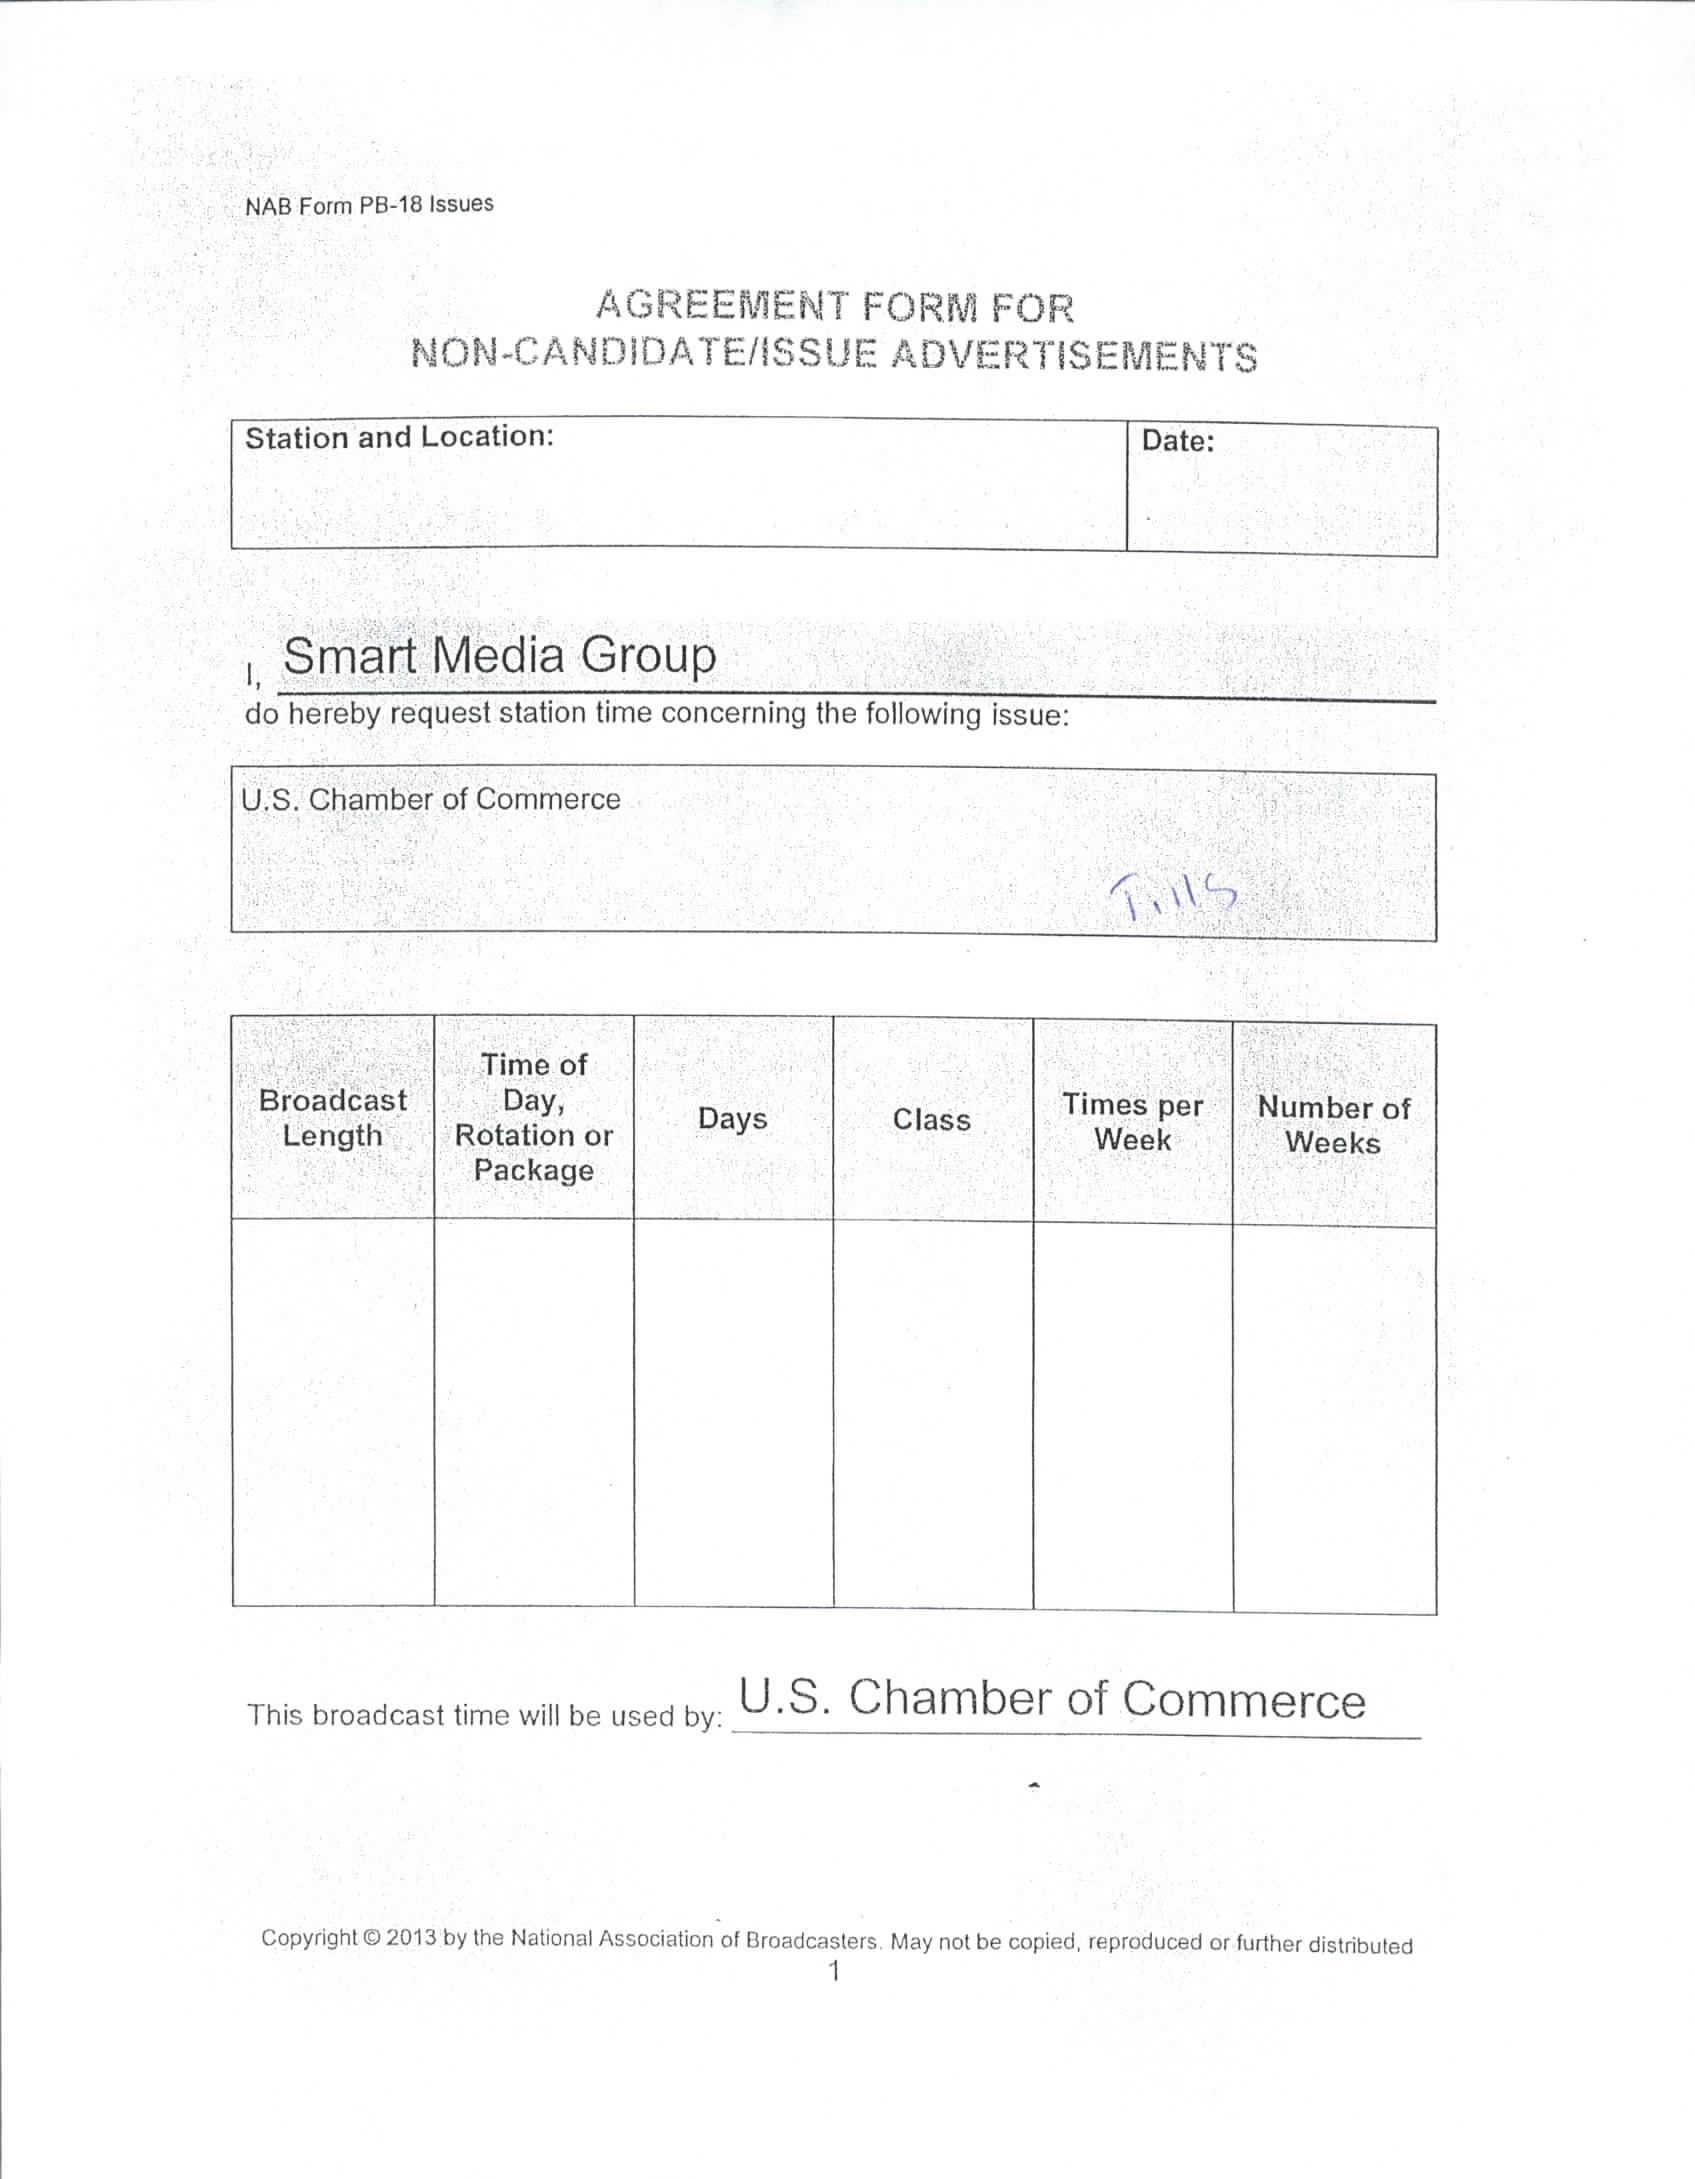 NAB Form PB-18 Issues
AGREEMENT FORM FOR
NON-CANDIDATE/ISSUE ADVERTISEMENTS
Station and Location:
Date:
I, Smart Media Group
do hereby request station time concerning the following issue:
U.S. Chamber of Commerce
Tills
Broadcast
Length
Time of
Day,
Rotation or
Package
Days
Class
Times per
Week
Number of
Weeks
This broadcast time will be used by: U.S. Chamber of Commerce
Copyright © 2013 by the National Association of Broadcasters. May not be copied, reproduced or further distributed
1